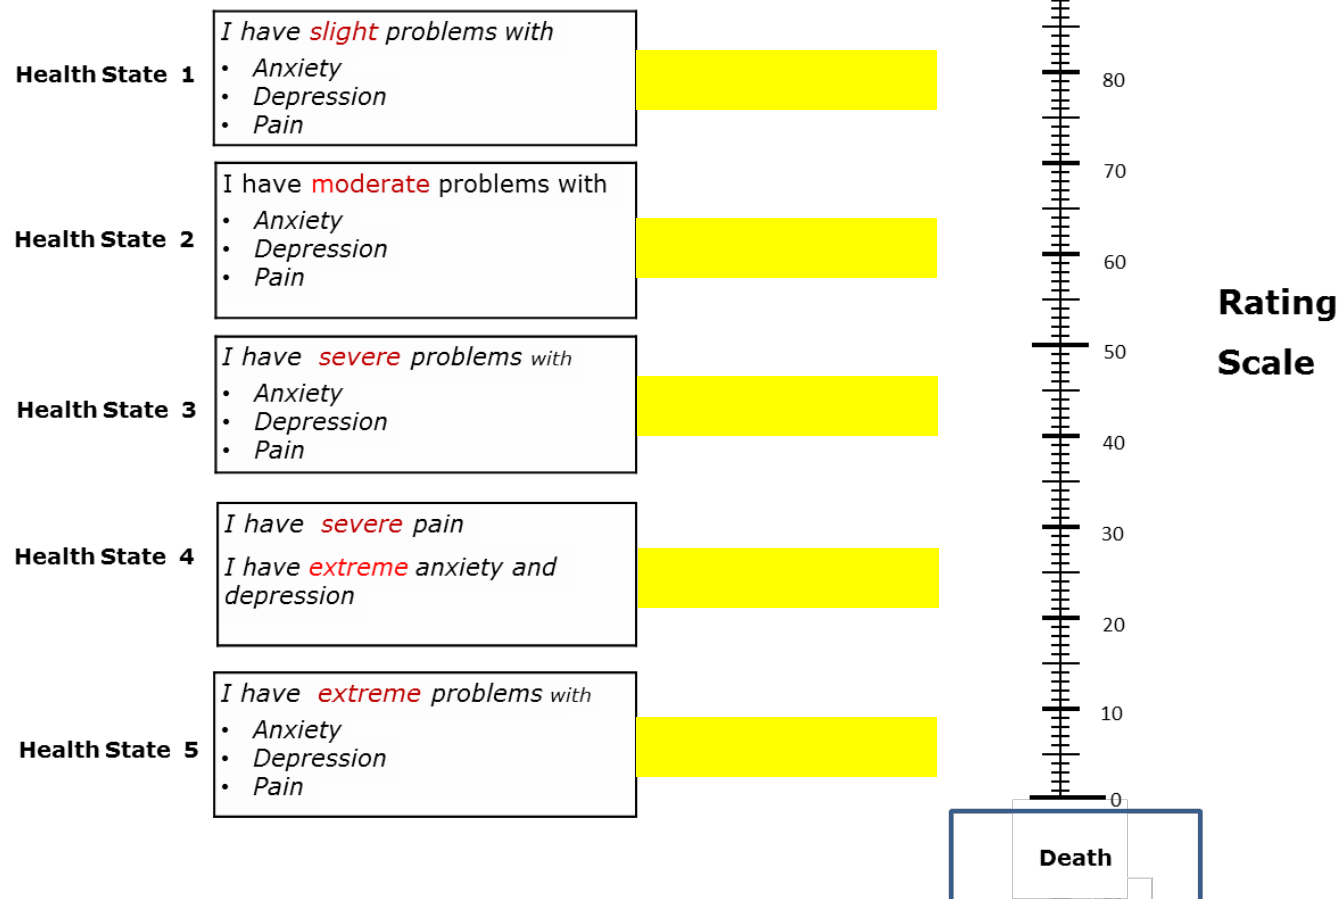 Health State 1
I have slight problems with
• Anxiety
• Depression
• Pain
Health State 2
I have moderate problems with
• Anxiety
• Depression
• Pain
Health State 3
I have severe problems with
• Anxiety
• Depression
• Pain
Health State 4
I have severe pain
I have extreme anxiety and
depression
Health State 5
I have extreme problems with
• Anxiety
• Depression
• Pain
80
70
60
50
40
30
20
10
0
Death
Rating
Scale